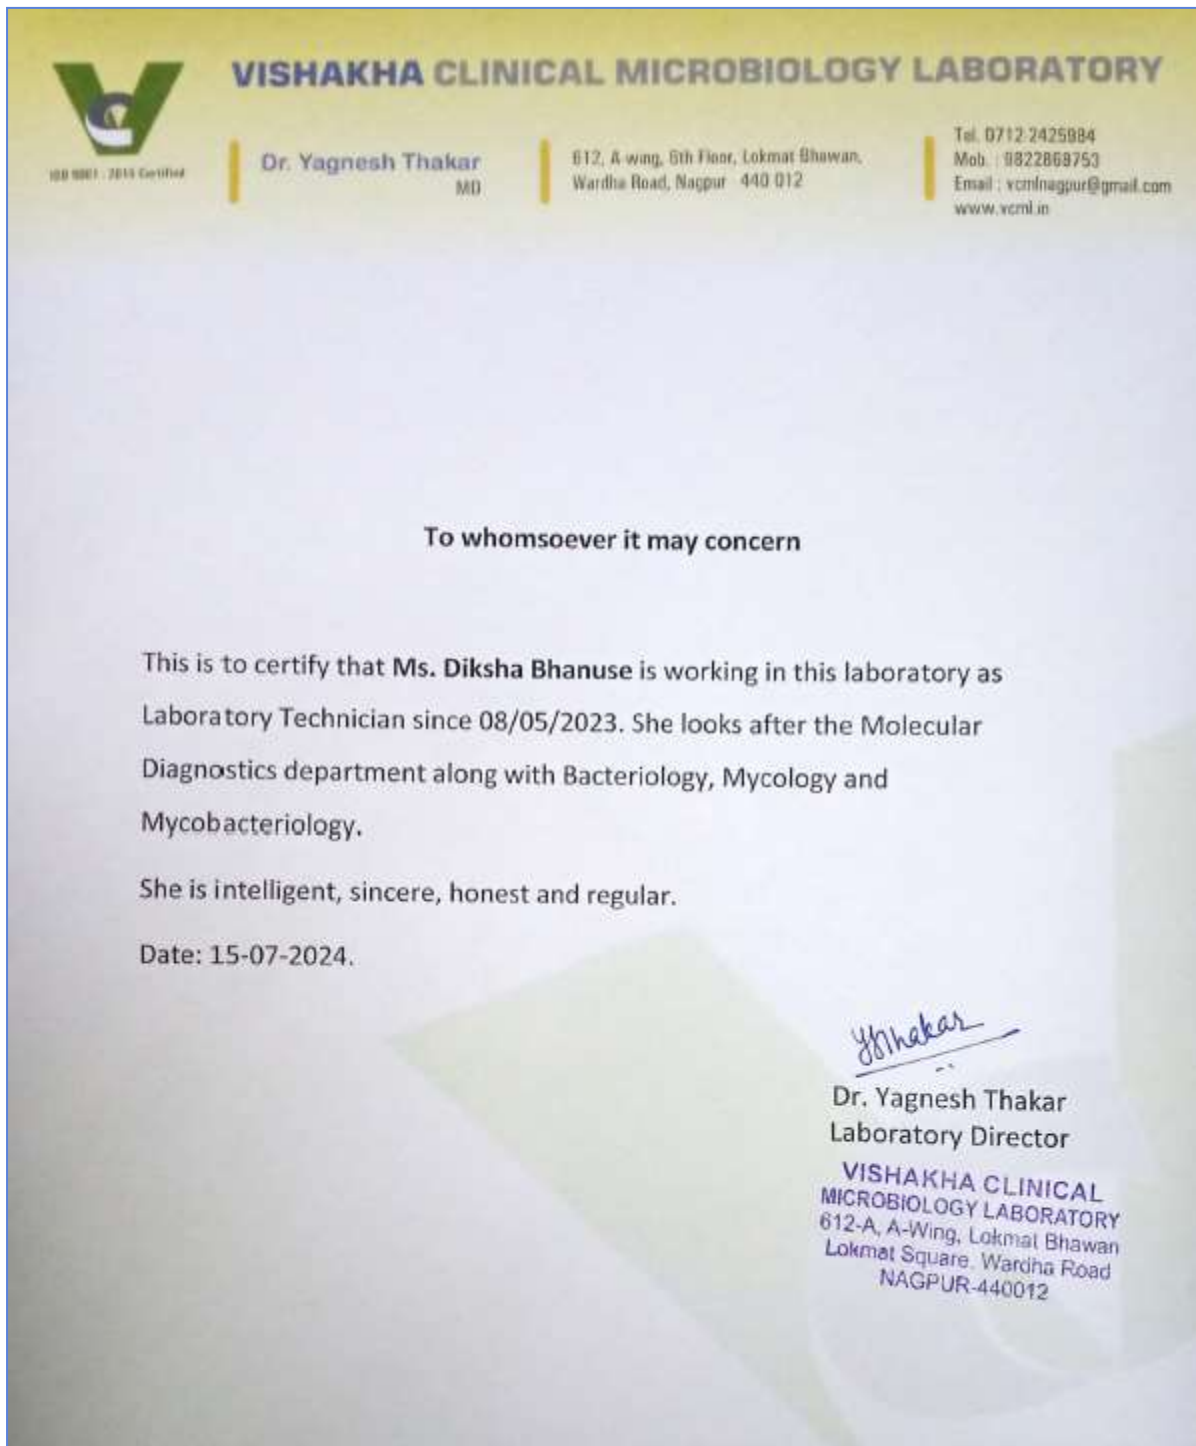 VISHAKHA CLINICAL MICROBIOLOGY LABORATORY
ISO 9001 : 2015 Certified
Dr. Yagnesh Thakar
MD
612, A wing, 6th Floor, Lokmat Bhawan,
Wardha Road, Nagpur 440 012
Tel. 0712 2425984
Mob. : 9822869753
Email : vcmlnagpur@gmail.com
www.vcml.in
To whomsoever it may concern
This is to certify that Ms. Diksha Bhanuse is working in this laboratory as
Laboratory Technician since 08/05/2023. She looks after the Molecular
Diagnostics department along with Bacteriology, Mycology and
Mycobacteriology.
She is intelligent, sincere, honest and regular.
Date: 15-07-2024.
Dr. Yagnesh Thakar
Laboratory Director
VISHAKHA CLINICAL
MICROBIOLOGY LABORATORY
612-A, A-Wing, Lokmat Bhawan
Lokmat Square. Wardha Road
NAGPUR-440012